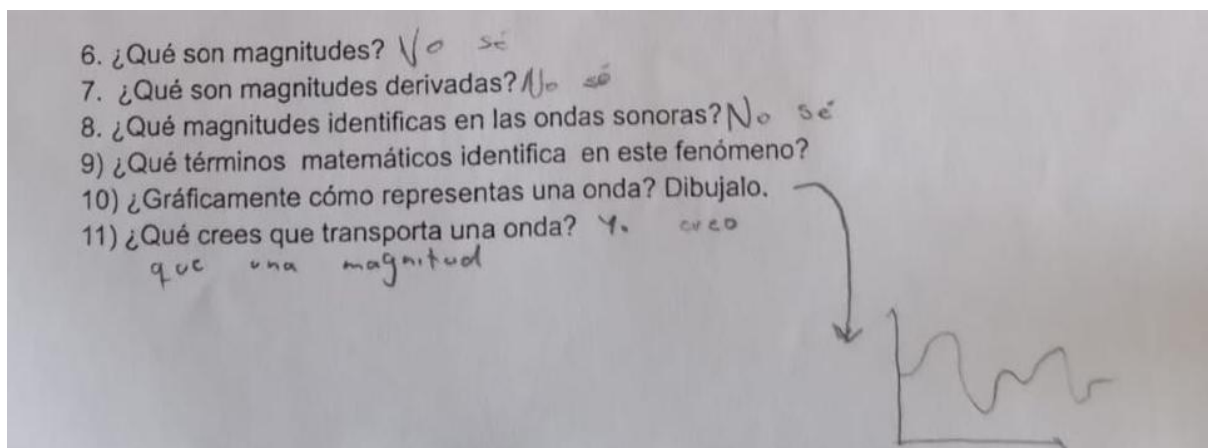 6. ¿Qué son magnitudes? No sé
7. ¿Qué son magnitudes derivadas? No sé
8. ¿Qué magnitudes identificas en las ondas sonoras? No sé
9) ¿Qué términos matemáticos identifica en este fenómeno?
10) ¿Gráficamente cómo representas una onda? Dibujalo.
11) ¿Qué crees que transporta una onda? Yo creo
que una magnitud